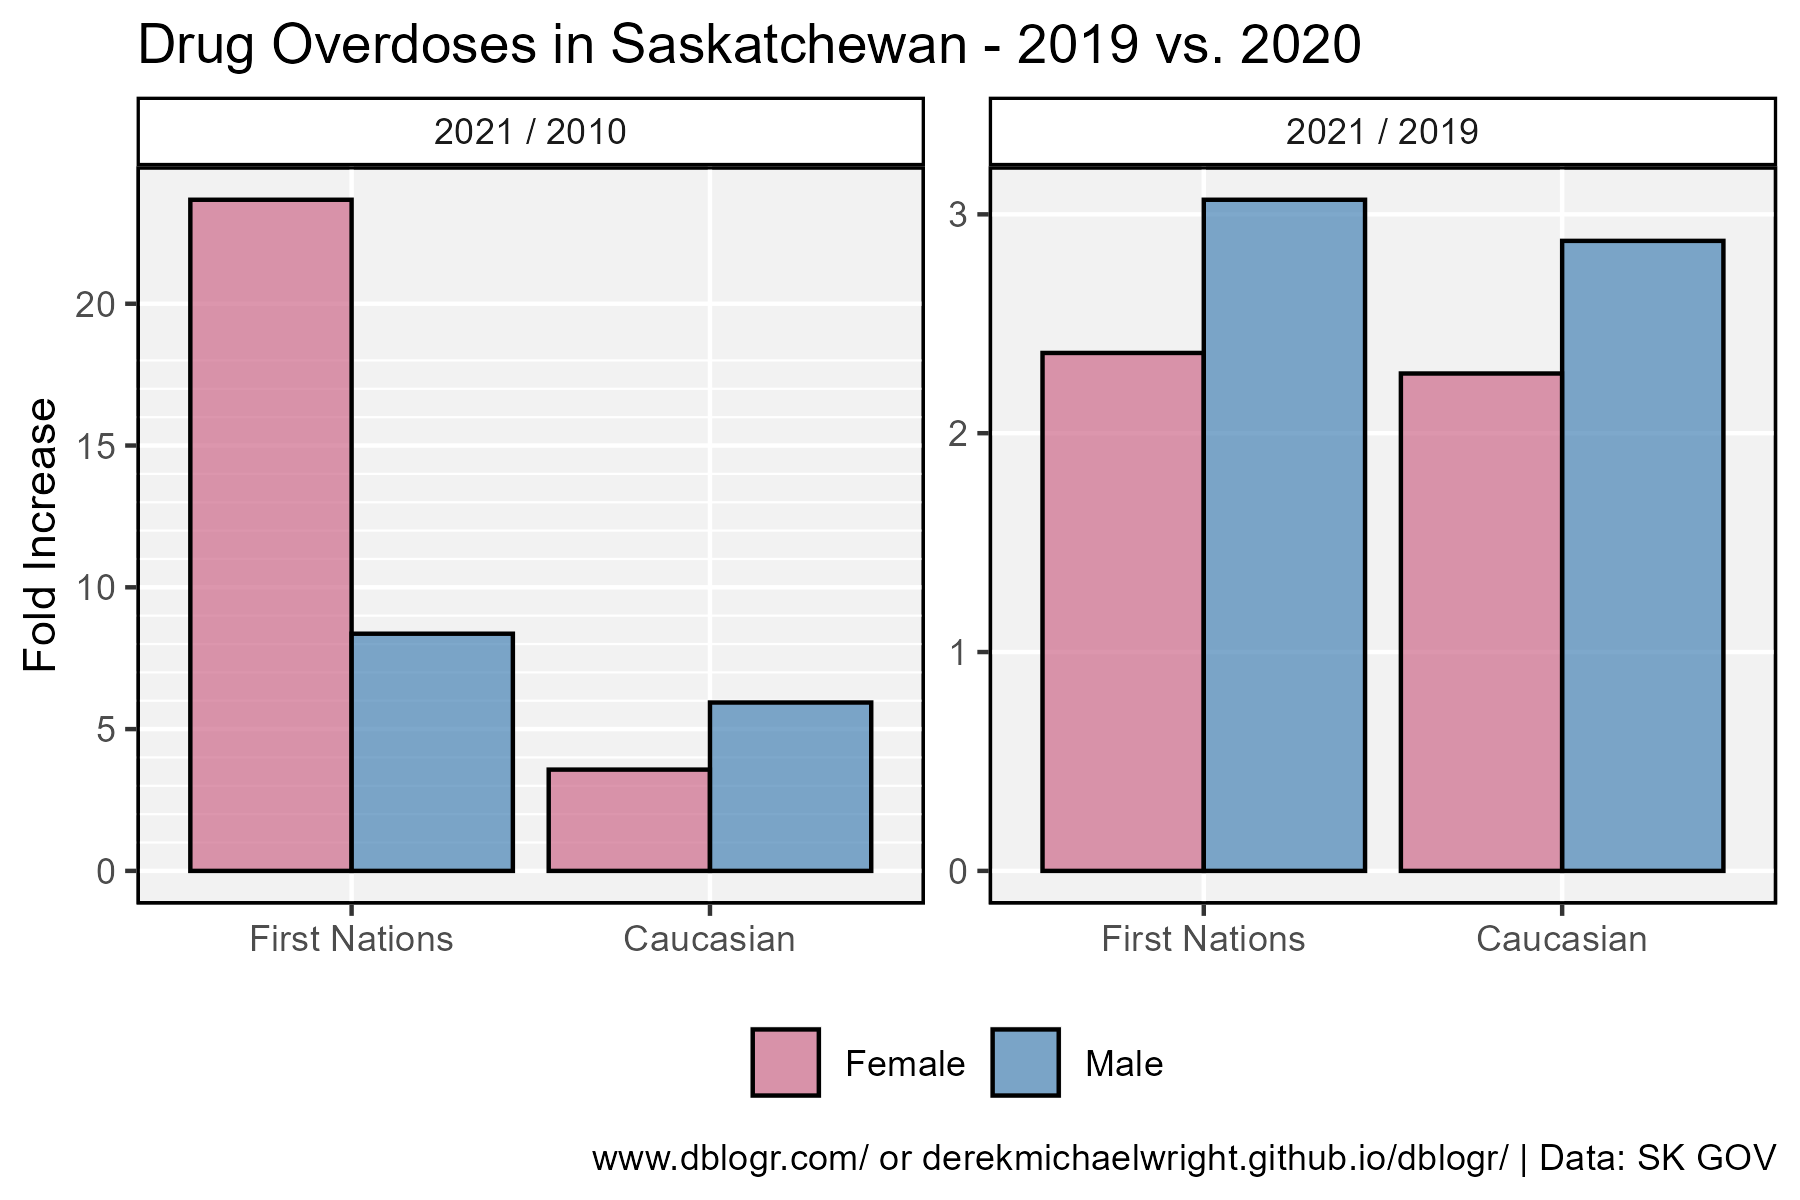 Drug Overdoses in Saskatchewan - 2019 vs. 2020
2021 / 2010
2021 / 2019
Fold Increase
20
15
10
5
0
3
2
1
0
First Nations
Caucasian
First Nations
Caucasian
Female
Male
www.dblogr.com/ or derekmichaelwright.github.io/dblogr/ | Data: SK GOV